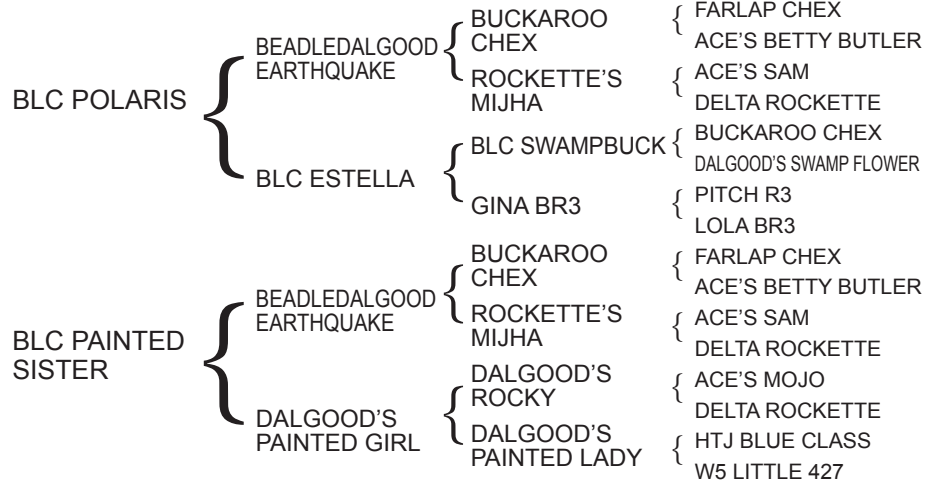 BLC POLARIS
BEADLEDALGOOD
EARTHQUAKE
BUCKAROO
CHEX
FARLAP CHEX
ACE'S BETTY BUTLER
ROCKETTE'S
MIJHA
ACE'S SAM
DELTA ROCKETTE
BLC ESTELLA
BLC SWAMPBUCK
BUCKAROO CHEX
DALGOOD'S SWAMP FLOWER
GINA BR3
PITCH R3
LOLA BR3
BLC PAINTED
SISTER
BEADLEDALGOOD
EARTHQUAKE
BUCKAROO
CHEX
FARLAP CHEX
ACE'S BETTY BUTLER
ROCKETTE'S
MIJHA
ACE'S SAM
DELTA ROCKETTE
DALGOOD'S
PAINTED GIRL
DALGOOD'S
ROCKY
ACE'S MOJO
DELTA ROCKETTE
DALGOOD'S
PAINTED LADY
HTJ BLUE CLASS
W5 LITTLE 427